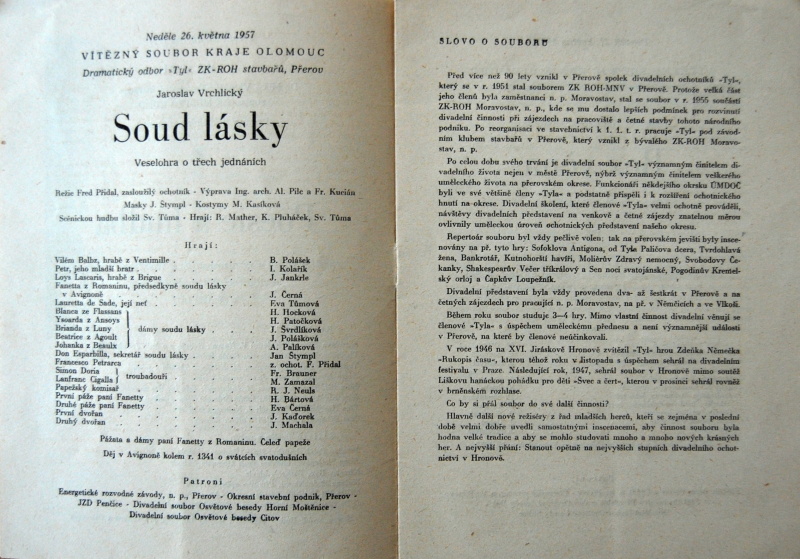 Neděle 26. května 1957
VÍTĚZNÝ SOUBOR KRAJE OLOMOUC
Dramatický odbor »Tyl« ZK-ROH stavbařů, Přerov
Jaroslav Vrchlický
Soud lásky
Veselohra o třech jednáních
Režie Fred Přidal, zasloužilý ochotník - Výprava Ing. arch. Al. Pilc a Fr. Kucián
Masky J. Štympl - Kostymy M. Kasíková
Scénickou hudbu složil Sv. Tůma - Hrají: R. Mather, K. Pluháček, Sv. Tůma
Hrají:
Vilém Bolbz, hrabě z Ventimille . . . . . . B. Polášek
Petr, jeho mladší bratr . . . . . . I. Kolařík
Loys Lascaris, hrabě z Brigue . . . . . . J. Jankrle
Fanetta z Romaninu, předsedkyně soudu lásky
v Avignoně . . . . . . J. Černá
Lauretta de Sade, její neť . . . . . . Eva Tůmová
Blanca ze Flassans H. Hocková
Ysoarda z Ansoys H. Patočková
Brianda z Luny dámy soudu lásky . . . . . . J. Švrdlíková
Beatrice z Agoult J. Polášková
Johanka z Beaulx A. Palíková
Don Esparbilla, sekretář soudu lásky . . . . . . Jan Štympl
Francesco Petrarca . . . . . . z. ochot. F. Přidal
Simon Doris Fr. Brauner
Lanfranc Cigalla troubadouři . . . . . . M. Zamazal
Papežský komisař . . . . . . R. J. Neuls
První páže paní Fanetty . . . . . . H. Bártová
Druhé páže paní Fanetty . . . . . . Eva Černá
První dvořan . . . . . . J. Kaďorek
Druhý dvořan . . . . . . J. Machala
Pážata a dámy paní Fanetty z Romaninu. Čeleď papeže
Děj v Avignoně kolem r. 1341 o svátcích svatodušních
Patroni
Energetické rozvodné závody, n. p., Přerov - Okresní stavební podnik, Přerov -
JZD Penčice - Divadelní soubor Osvětové besedy Horní Moštěnice -
Divadelní soubor Osvětové besedy Citov
SLOVO O SOUBORU
Před více než 90 lety vznikl v Přerově spolek divadelních ochotníků »Tyl«,
který se v r. 1951 stal souborem ZK ROH-MNV v Přerově. Protože velká část
jeho členů byla zaměstnanci n. p. Moravostav, stal se soubor v r. 1955 součástí
ZK-ROH Moravostav, n. p., kde se mu dostalo lepších podmínek pro rozvinutí
divadelní činnosti při zájezdech na pracoviště a četné stavby tohoto národního
podniku. Po reorganisaci ve stavebnictví k 1. 1. t. r. pracuje »Tyl« pod závod-
ním klubem stavbařů v Přerově, který vznikl z bývalého ZK-ROH Moravo-
stav, n. p.
Po celou dobu svého trvání je divadelní soubor »Tyl« významným činitelem di-
vadelního života nejen v městě Přerově, nýbrž významným činitelem veškerého
uměleckého života na přerovském okrese. Funkcionáři někdejšího okrsku ÚMDOČ
byli ve své většině členy »Tyla« a podstatně přispěli i k rozšíření ochotnického
hnutí na okrese. Divadelní školení, které členové »Tyla« velmi ochotně prováděli,
návštěvy divadelních představení na venkově a četné zájezdy znatelnou měrou
ovlivnily uměleckou úroveň ochotnických představení našeho okresu.
Repertoár souboru byl vždy pečlivě volen; tak na přerovském jevišti byly insceno-
vány na př. tyto hry: Sofoklova Antigona, od Tyla Paličova dcera, Tvrdohlavá
žena, Bankrotář, Kutnohorští havíři, Moliérův Zdravý nemocný, Svobodovy Če-
kanky, Shakespearův Večer tříkrálový a Sen noci svatojánské, Pogodinův Kremel-
ský orloj a Čapkův Loupežník.
Divadelní představení byla vždy provedena dva- až šestkrát v Přerově a na
četných zájezdech pro pracující n. p. Moravostav, na př. v Němčicích a ve Vlkoši.
Během roku soubor studuje 3—4 hry. Mimo vlastní činnost divadelní věnují se
členové »Tyla« s úspěchem uměleckému přednesu a není významnější události
v Přerově, na které by členové neúčinkovali.
V roce 1946 na XVI. Jiráskově Hronově zvítězil »Tyl« hrou Zdeňka Němečka
»Rukopis času«, kterou téhož roku v listopadu s úspěchem sehrál na divadelním
festivalu v Praze. Následující rok, 1947, sehrál soubor v Hronově mimo soutěž
Lískovu hanáckou pohádku pro děti »Švec a čert«, kterou v prosinci sehrál rovněž
v brněnském rozhlase.
Co by si přál soubor do své další činnosti?
Hlavně další nové režiséry z řad mladších herců, kteří se zejména v poslední
době velmi dobře uvedli samostatnými inscenacemi, aby činnost souboru byla
hodna velké tradice a aby se mohlo studovati mnoho a mnoho nových krásných
her. A nejvyšší přání: Stanout opětně na nejvyšších stupních divadelního ochot-
nictví v Hronově.